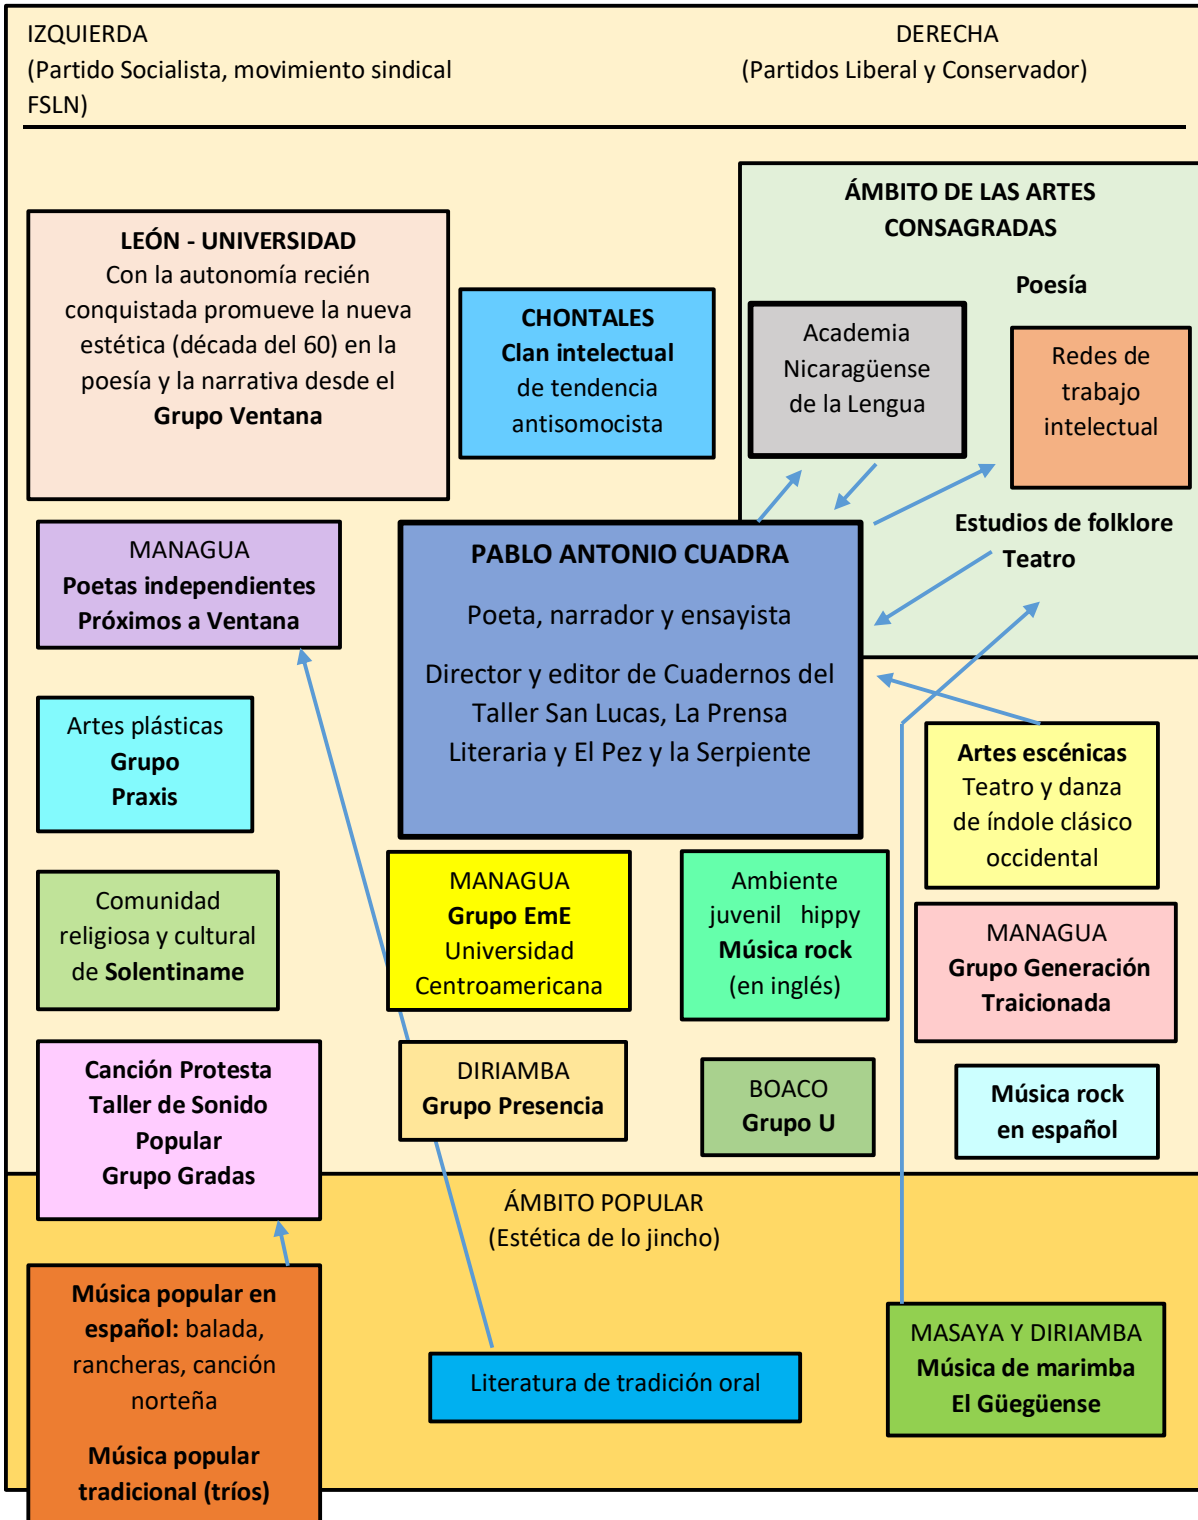 IZQUIERDA
(Partido Socialista, movimiento sindical
FSLN)
DERECHA
(Partidos Liberal y Conservador)
LEÓN - UNIVERSIDAD
Con la autonomía recién
conquistada promueve la nueva
estética (década del 60) en la
poesía y la narrativa desde el
Grupo Ventana
CHONTALES
Clan intelectual
de tendencia
antisomocista
ÁMBITO DE LAS ARTES
CONSAGRADAS
Poesía
Academia
Nicaragüense
de la Lengua
Redes de
trabajo
intelectual
Estudios de folklore
Teatro
MANAGUA
Poetas independientes
Próximos a Ventana
PABLO ANTONIO CUADRA
Poeta, narrador y ensayista
Director y editor de Cuadernos del
Taller San Lucas, La Prensa
Literaria y El Pez y la Serpiente
Artes plásticas
Grupo
Praxis
Artes escénicas
Teatro y danza
de índole clásico
occidental
Comunidad
religiosa y cultural
de Solentiname
MANAGUA
Grupo EmE
Universidad
Centroamericana
Ambiente
juvenil hippy
Música rock
(en inglés)
MANAGUA
Grupo Generación
Traicionada
Canción Protesta
Taller de Sonido
Popular
Grupo Gradas
DIRIAMBA
Grupo Presencia
BOACO
Grupo U
Música rock
en español
ÁMBITO POPULAR
(Estética de lo jincho)
Música popular en
español: balada,
rancheras, canción
norteña
Música popular
tradicional (tríos)
Literatura de tradición oral
MASAYA Y DIRIAMBA
Música de marimba
El Güegüense